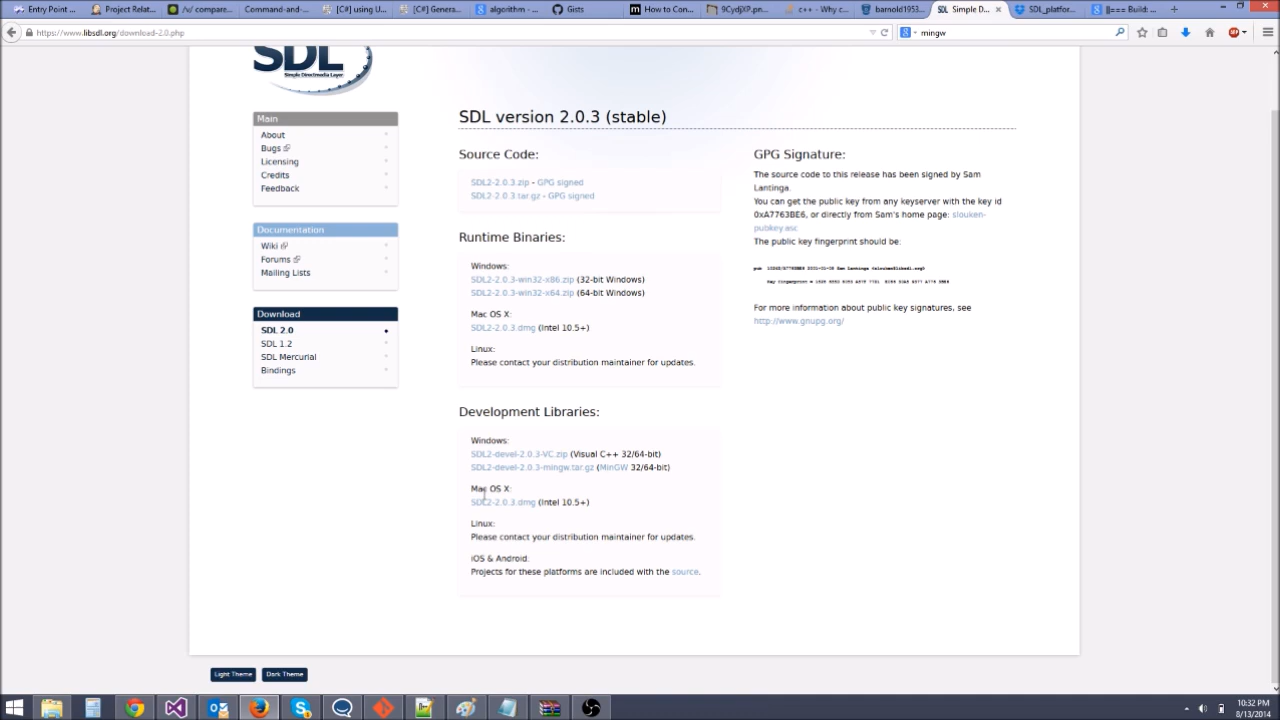 Entry Point ...
Project Relat...
/v/ compare...
Command-and-...
[C#] using U...
[C#] Genera...
algorithm - ...
Gists
How to Con...
9CydjXP.pn...
c++ - Why c...
barnold1953...
SDL Simple D...
SDL_platfor...
||=== Build: ...
https://www.libsdl.org/download-2.0.php
mingw
SDL
Simple Directmedia Layer
Main
About
Bugs
Licensing
Credits
Feedback
Documentation
Wiki
Forums
Mailing Lists
Download
SDL 2.0
SDL 1.2
SDL Mercurial
Bindings
SDL version 2.0.3 (stable)
Source Code:
SDL2-2.0.3.zip - GPG signed
SDL2-2.0.3.tar.gz - GPG signed
Runtime Binaries:
Windows:
SDL2-2.0.3-win32-x86.zip (32-bit Windows)
SDL2-2.0.3-win32-x64.zip (64-bit Windows)
Mac OS X:
SDL2-2.0.3.dmg (Intel 10.5+)
Linux:
Please contact your distribution maintainer for updates.
Development Libraries:
Windows:
SDL2-devel-2.0.3-VC.zip (Visual C++ 32/64-bit)
SDL2-devel-2.0.3-mingw.tar.gz (MinGW 32/64-bit)
Mac OS X:
SDL2-2.0.3.dmg (Intel 10.5+)
Linux:
Please contact your distribution maintainer for updates.
iOS & Android:
Projects for these platforms are included with the source.
GPG Signature:
The source code to this release has been signed by Sam
Lantinga.
You can get the public key from any keyserver with the key id
0xA7763BE6, or directly from Sam's home page: slouken-
pubkey.asc
The public key fingerprint should be:
For more information about public key signatures, see
http://www.gnupg.org/
Light Theme
Dark Theme
10:32 PM
8/13/2014